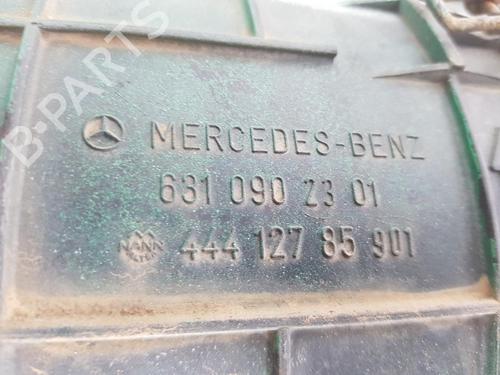 B-PARTS
MERCEDES-BENZ
631 090 23 01
MANN
FILTER
444 127 85 901